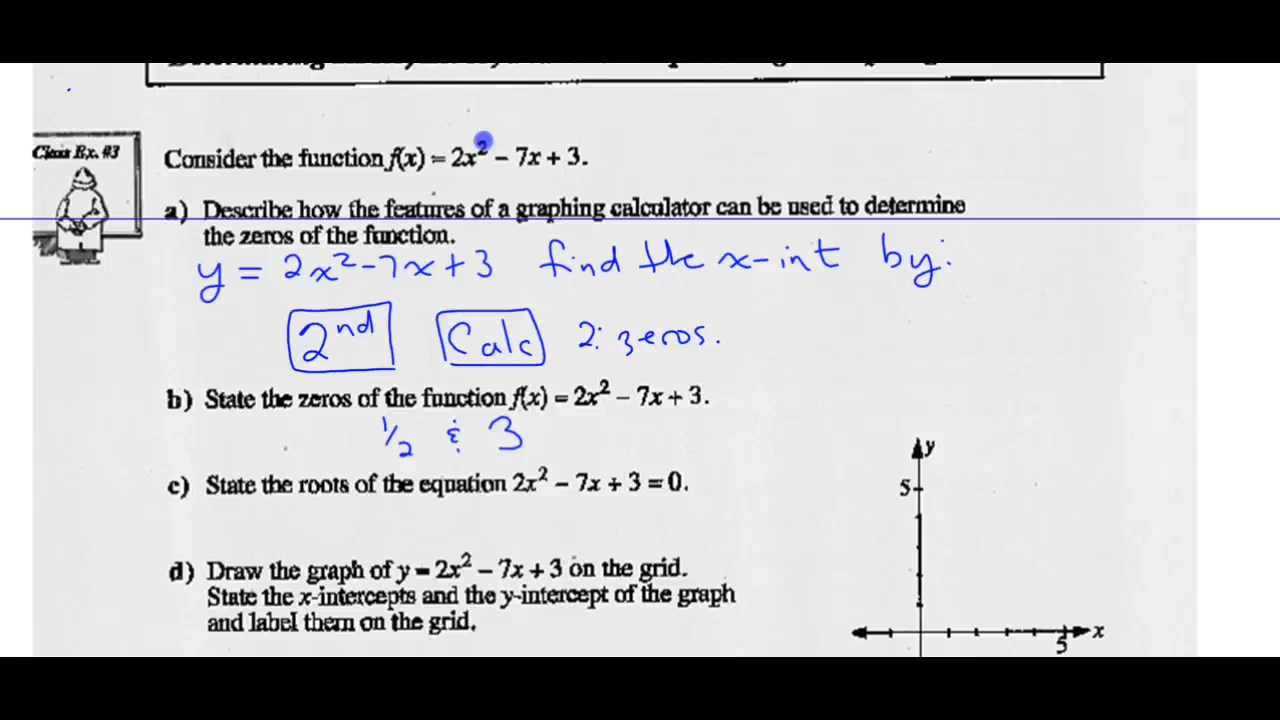 Class Ex. #3
Consider the function f(x) = 2x² – 7x + 3.
a) Describe how the features of a graphing calculator can be used to determine
the zeros of the function.
y = 2x² - 7x + 3 find the x-int by:
2nd Calc 2: zeros.
b) State the zeros of the function f(x) = 2x² – 7x + 3.
1/2 & 3
c) State the roots of the equation 2x² – 7x + 3 = 0.
d) Draw the graph of y = 2x² – 7x + 3 on the grid.
State the x-intercepts and the y-intercept of the graph
and label them on the grid.
y
5
x
5